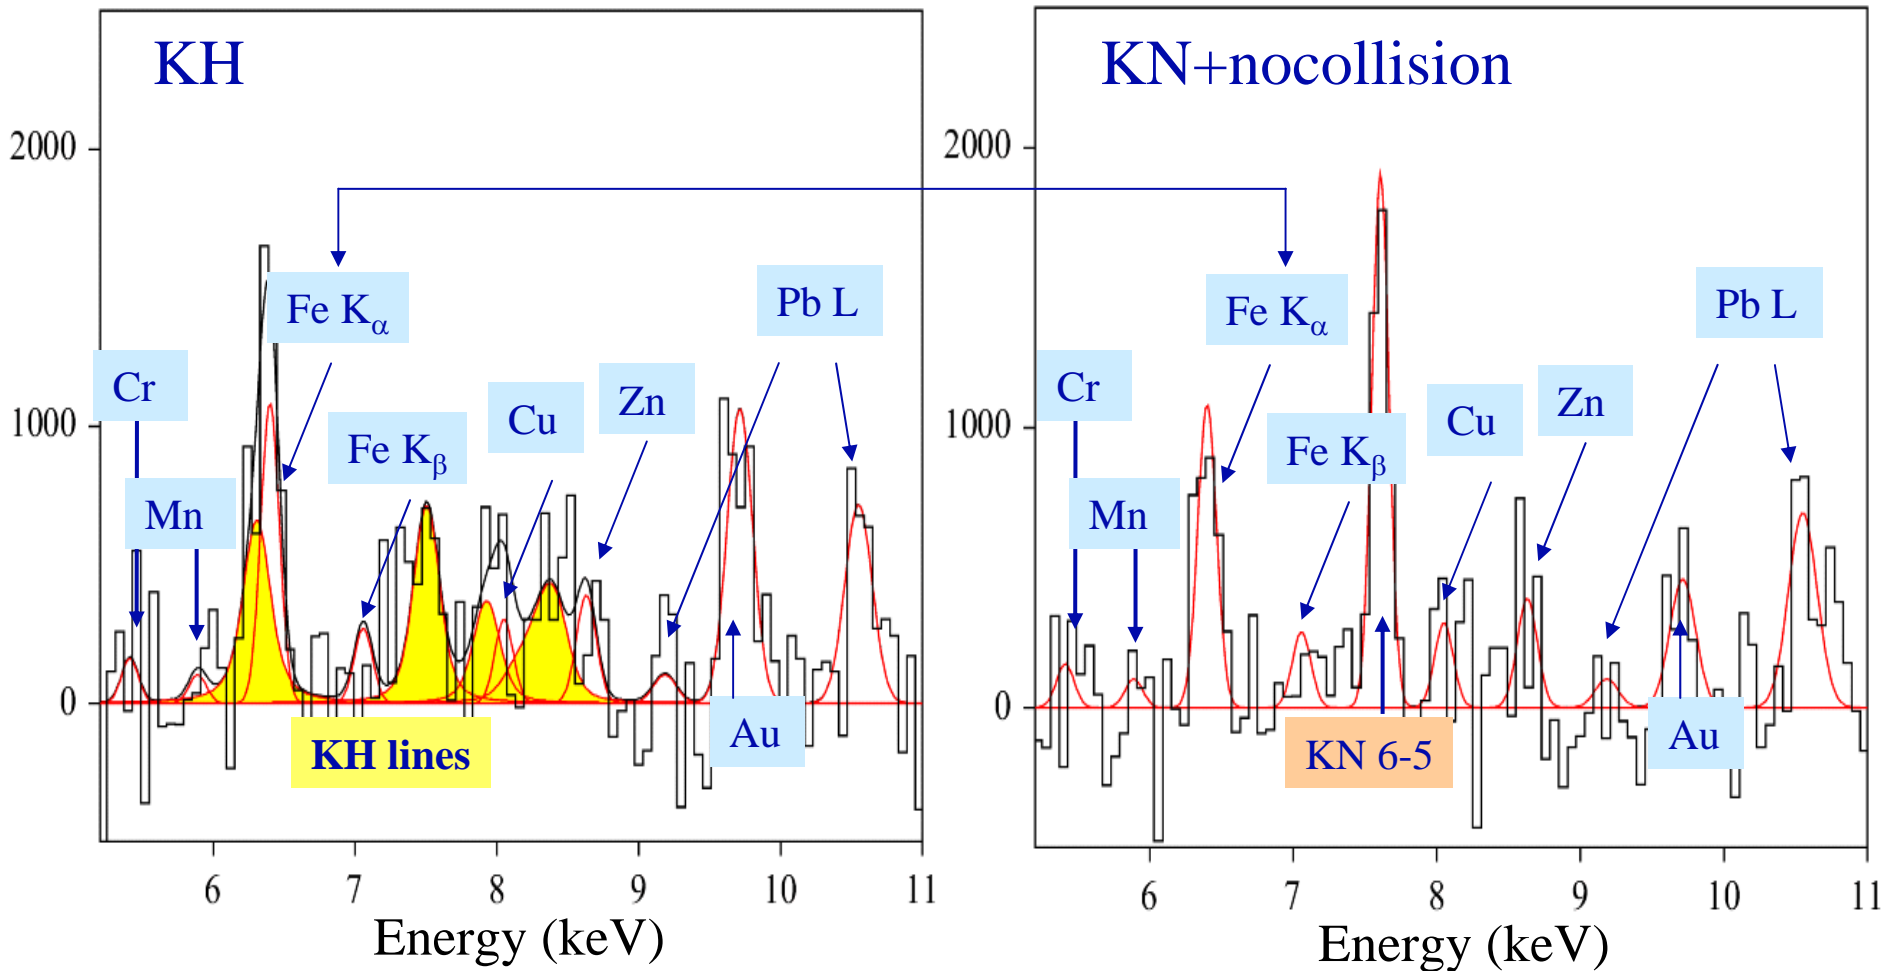 KH
2000
1000
0
Fe Kα
Cr
Mn
Fe Kβ
Cu
Zn
Pb L
Au
KH lines
6 7 8 9 10 11
Energy (keV)
KN+nocollision
2000
1000
0
Fe Kα
Cr
Mn
Fe Kβ
Cu
Zn
Pb L
Au
KN 6-5
6 7 8 9 10 11
Energy (keV)